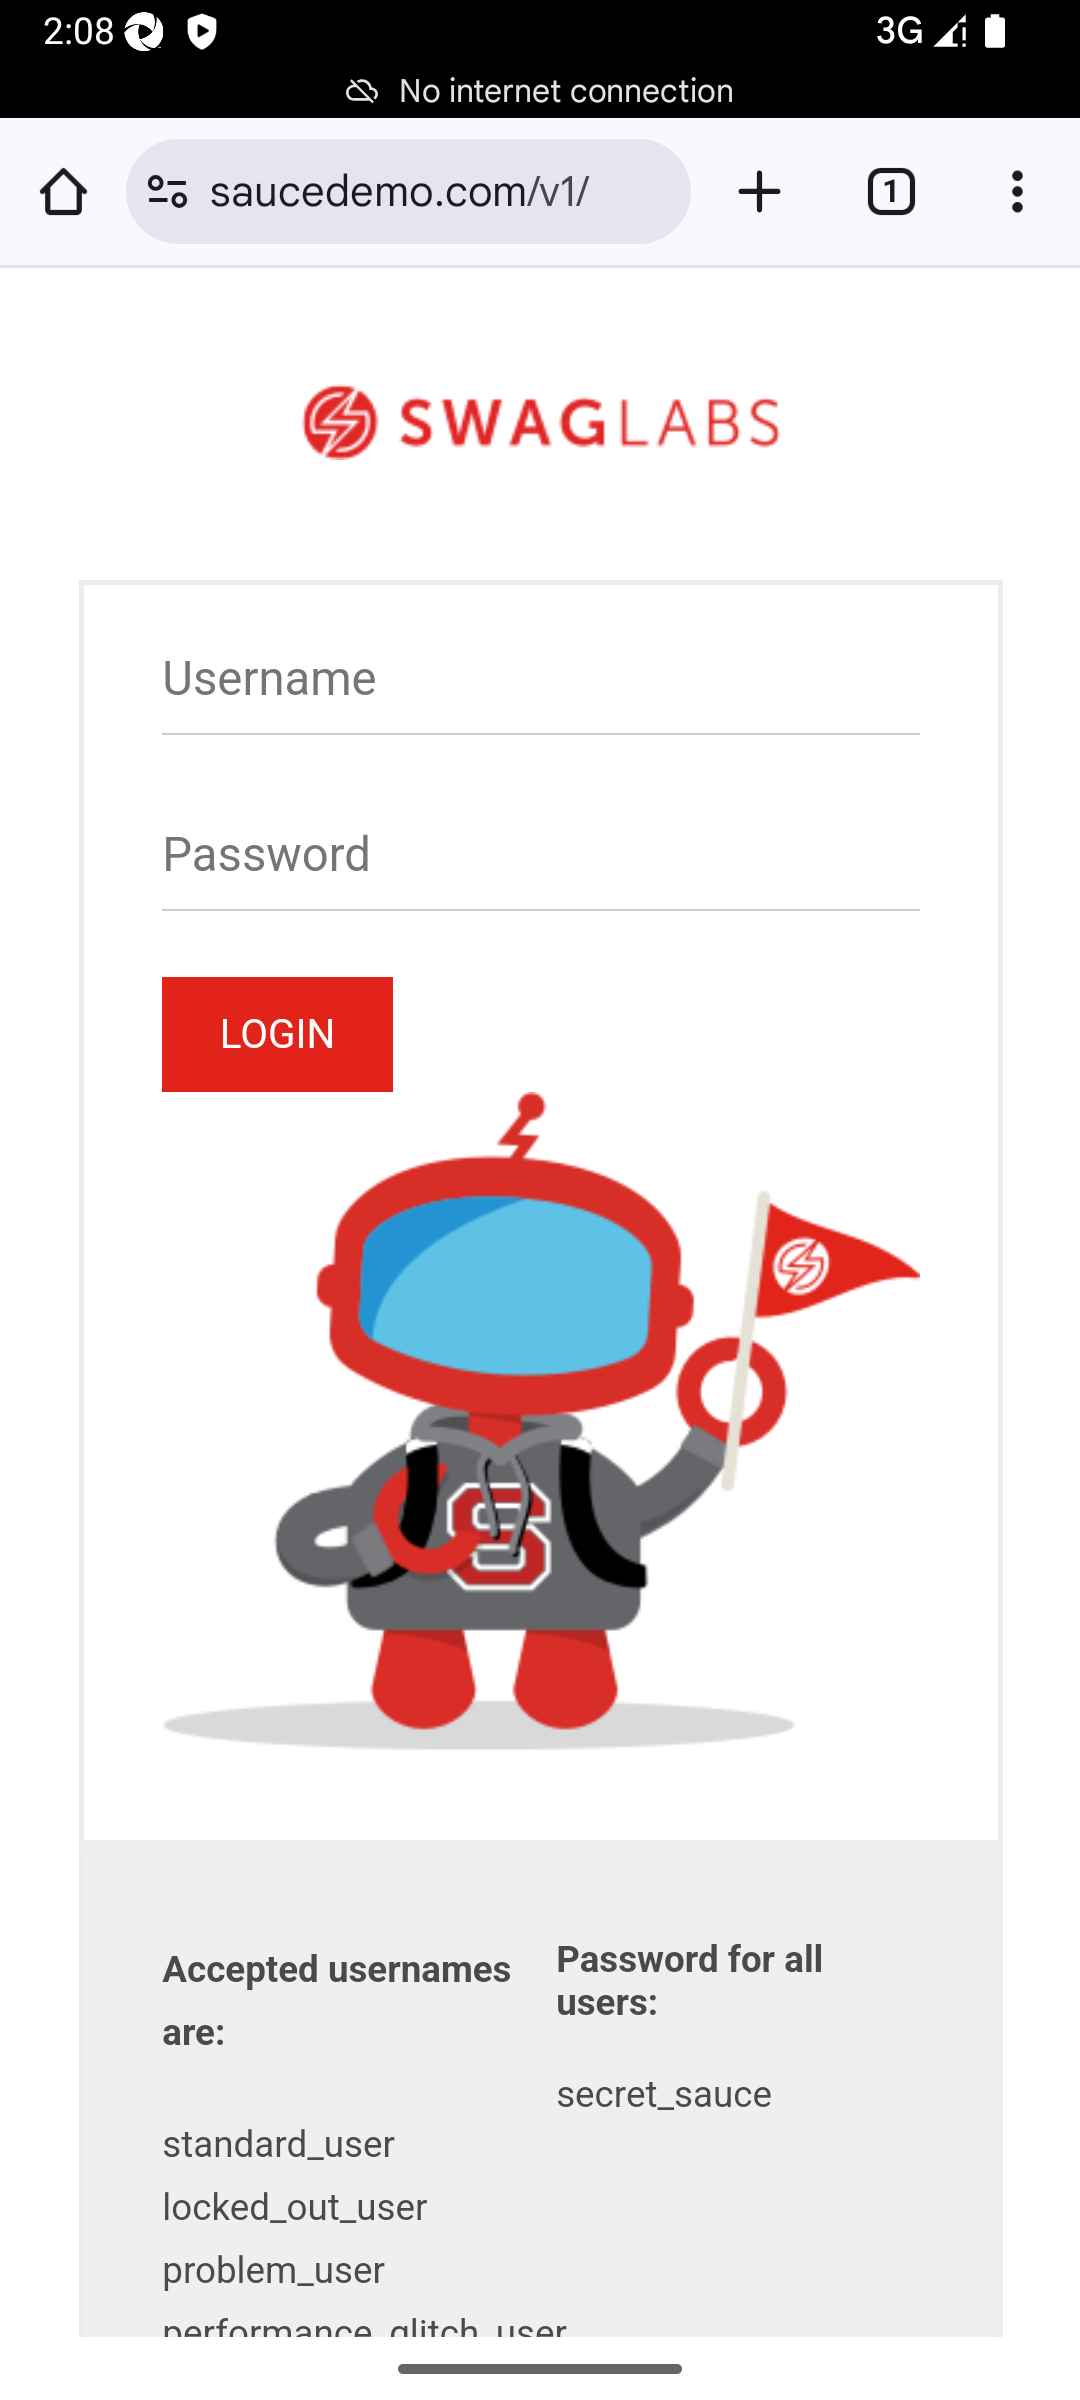 2:08
3G
No internet connection
saucedemo.com/v1/
1
SWAGLABS
Username
Password
LOGIN
S
Accepted usernames
are:
Password for all
users:
secret_sauce
standard_user
locked_out_user
problem_user
performance_glitch_user